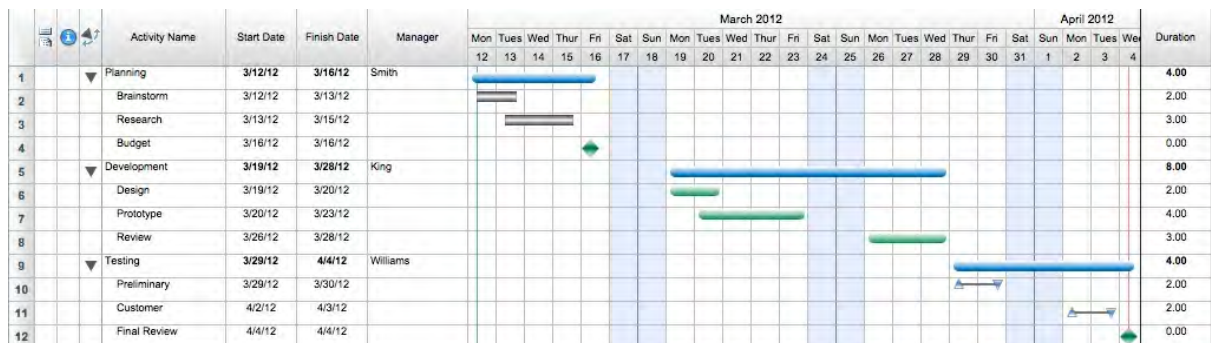 March 2012 April 2012
Activity Name Start Date Finish Date Manager Mon Tues Wed Thur Fri Sat Sun Mon Tues Wed Thur Fri Sat Sun Mon Tues Wed Thur Fri Sat Sun Mon Tues Wed Duration
12 13 14 15 16 17 18 19 20 21 22 23 24 25 26 27 28 29 30 31 1 2 3 4
1 Planning 3/12/12 3/16/12 Smith 4.00
2 Brainstorm 3/12/12 3/13/12 2.00
3 Research 3/13/12 3/15/12 3.00
4 Budget 3/16/12 3/16/12 0.00
5 Development 3/19/12 3/28/12 King 8.00
6 Design 3/19/12 3/20/12 2.00
7 Prototype 3/20/12 3/23/12 4.00
8 Review 3/26/12 3/28/12 3.00
9 Testing 3/29/12 4/4/12 Williams 4.00
10 Preliminary 3/29/12 3/30/12 2.00
11 Customer 4/2/12 4/3/12 2.00
12 Final Review 4/4/12 4/4/12 0.00